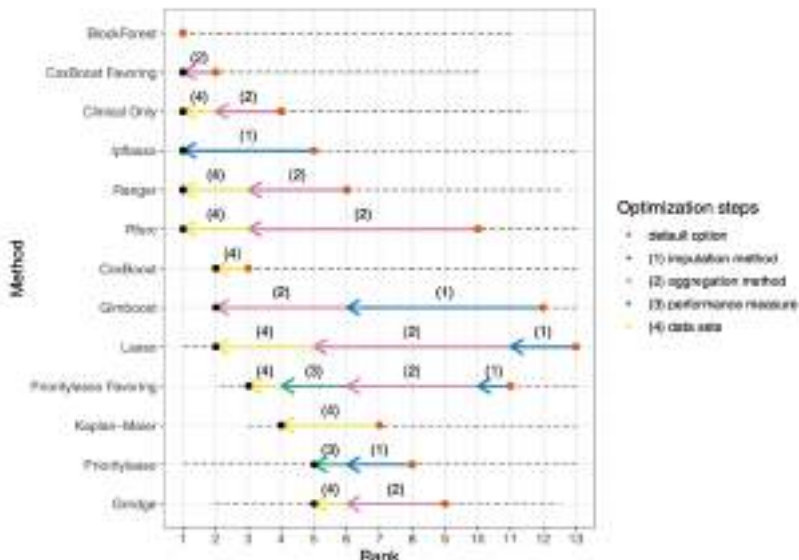 BlockForest
(2)
CoxBoost Favoring
(4) (2)
Clinical Only
(1)
Ipflasso
(4) (2)
Ranger
(4) (2)
Rfsrc
(4)
CoxBoost
(2) (1)
Glmboost
(4) (2) (1)
Lasso
(4) (3) (2) (1)
Prioritylasso Favoring
(4)
Kaplan-Meier
(3) (1)
Prioritylasso
(4) (2)
Grridge
1 2 3 4 5 6 7 8 9 10 11 12 13
Rank
Method
Optimization steps
default option
(1) imputation method
(2) aggregation method
(3) performance measure
(4) data sets